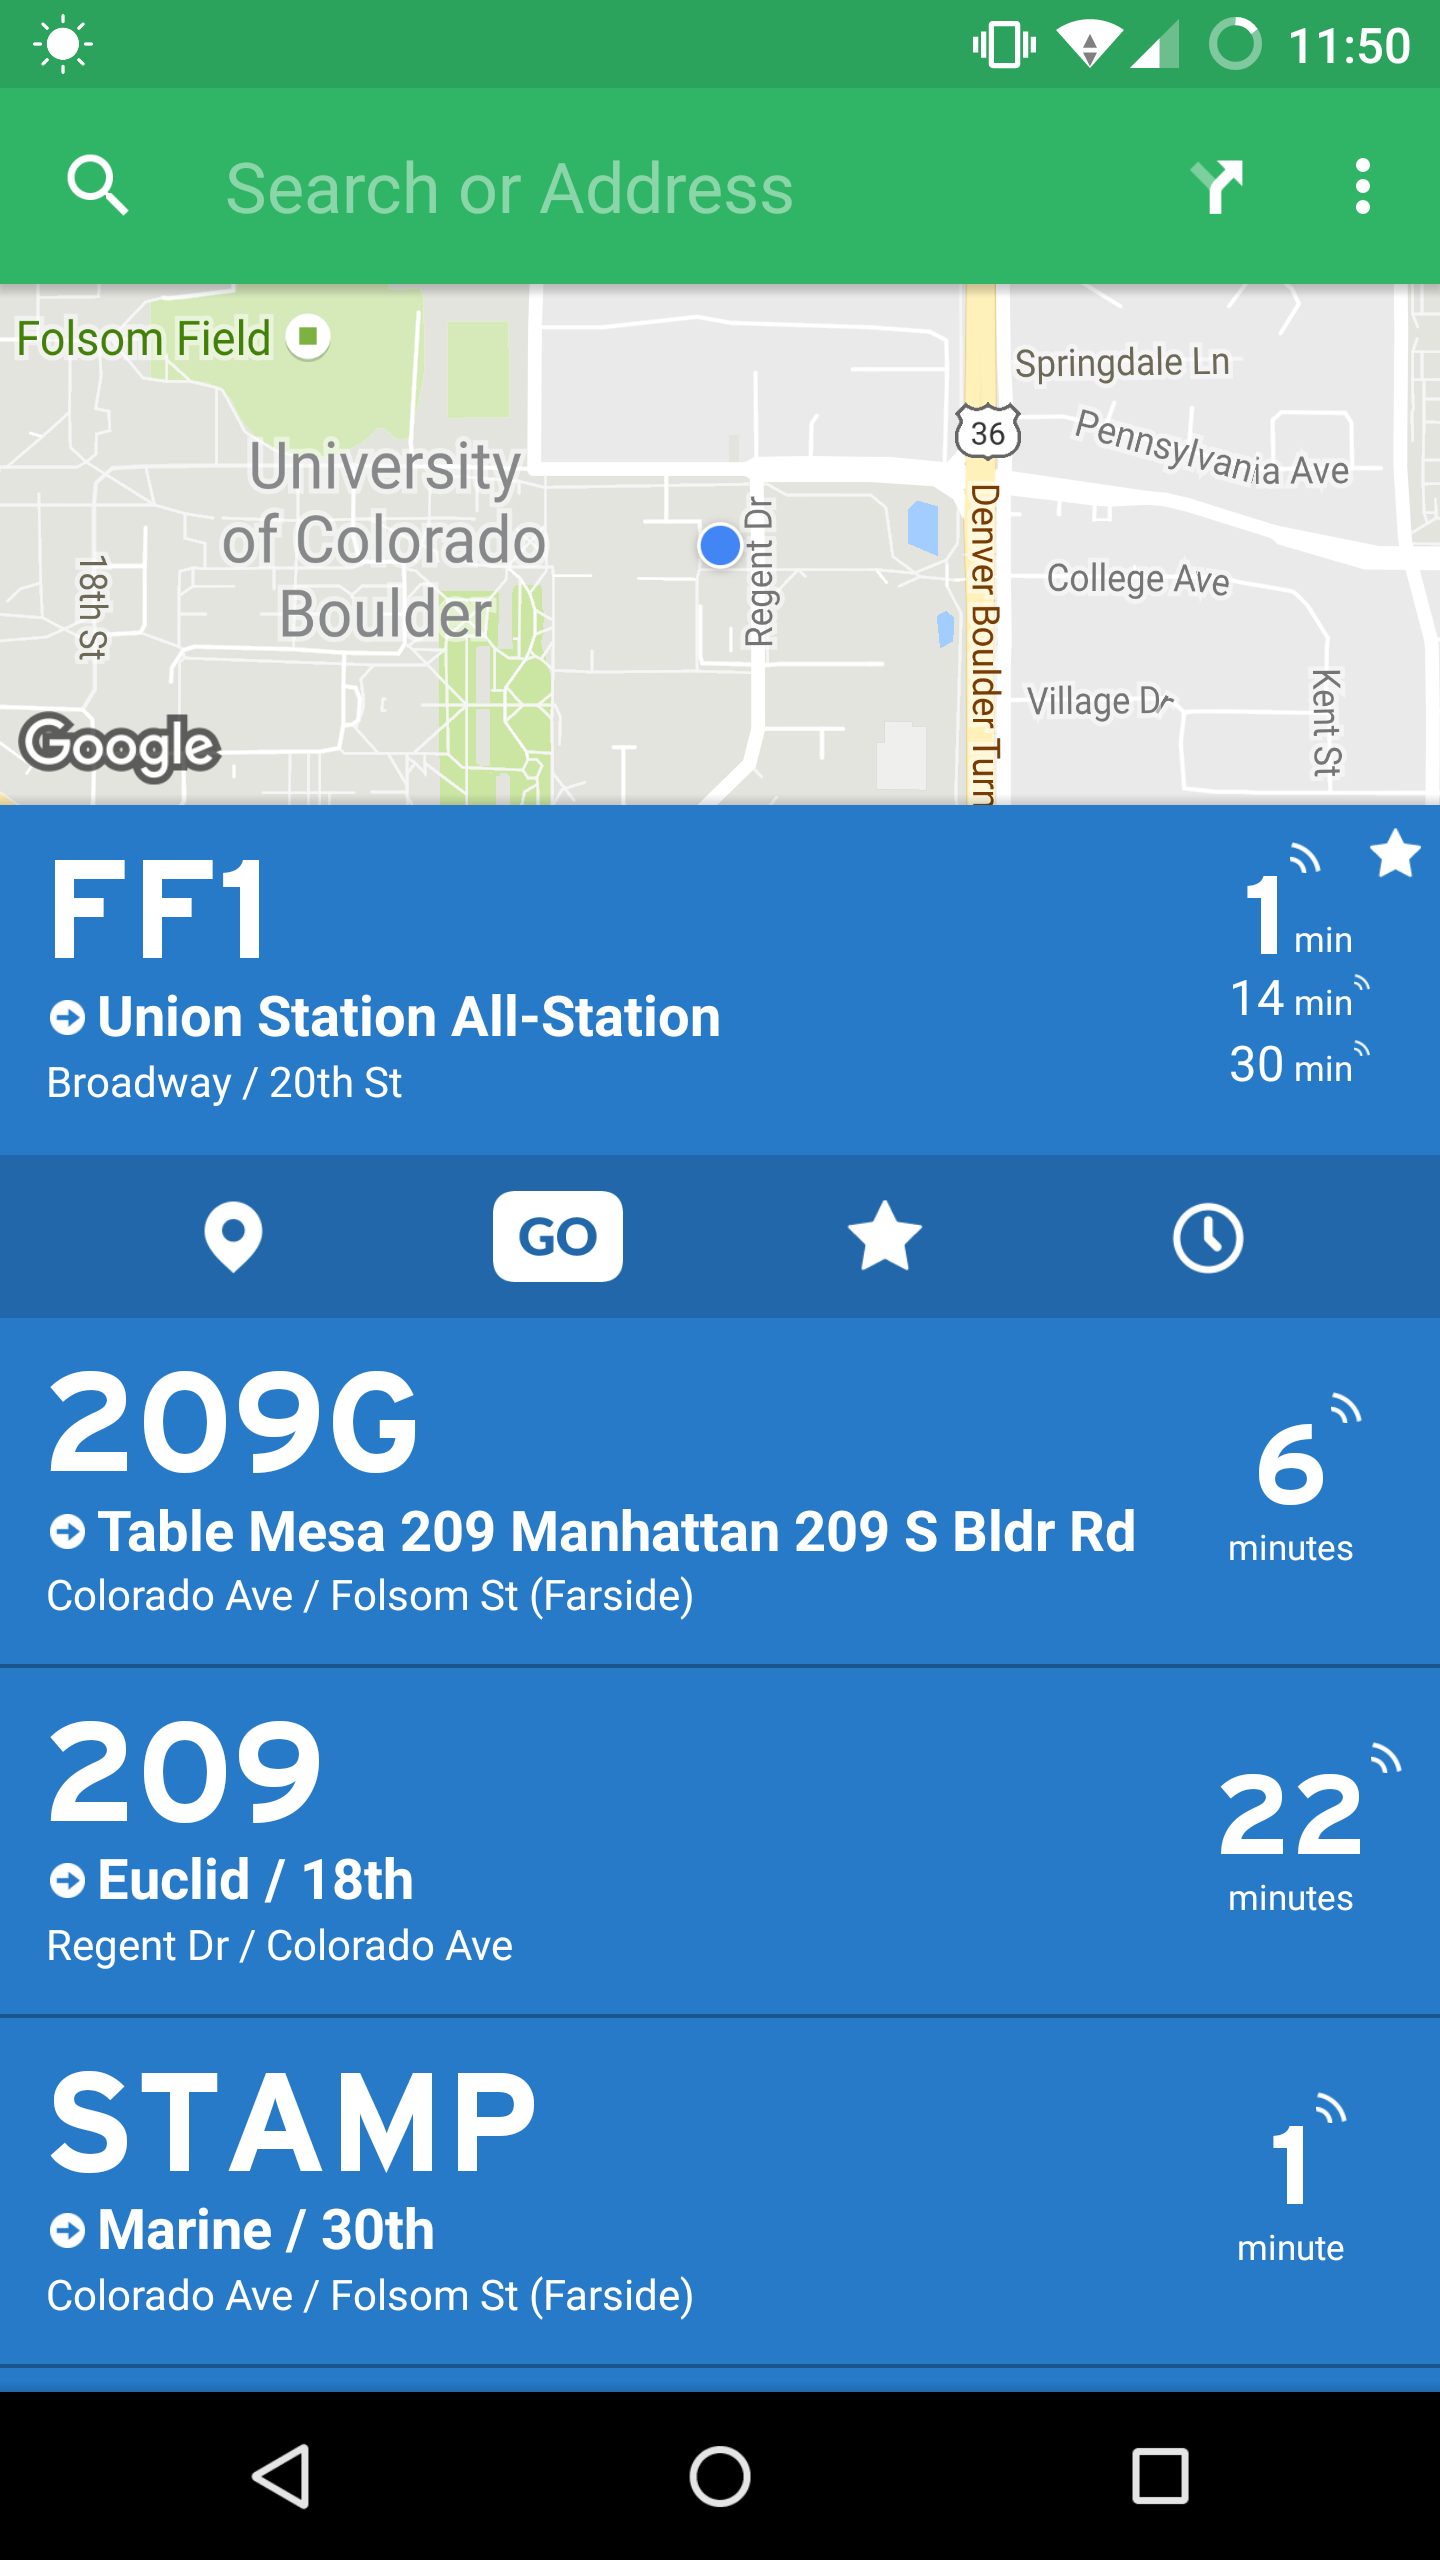 11:50
Search or Address
Folsom Field
Springdale Ln
36
Pennsylvania Ave
University
of Colorado
Boulder
Regent Dr
18th St
Denver Boulder Turn
College Ave
Village Dr
Kent St
Google
FF1
1 min
Union Station All-Station
14 min
Broadway / 20th St
30 min
GO
209G
6
Table Mesa 209 Manhattan 209 S Bldr Rd
minutes
Colorado Ave / Folsom St (Farside)
209
22
Euclid / 18th
minutes
Regent Dr / Colorado Ave
STAMP
1
Marine / 30th
minute
Colorado Ave / Folsom St (Farside)